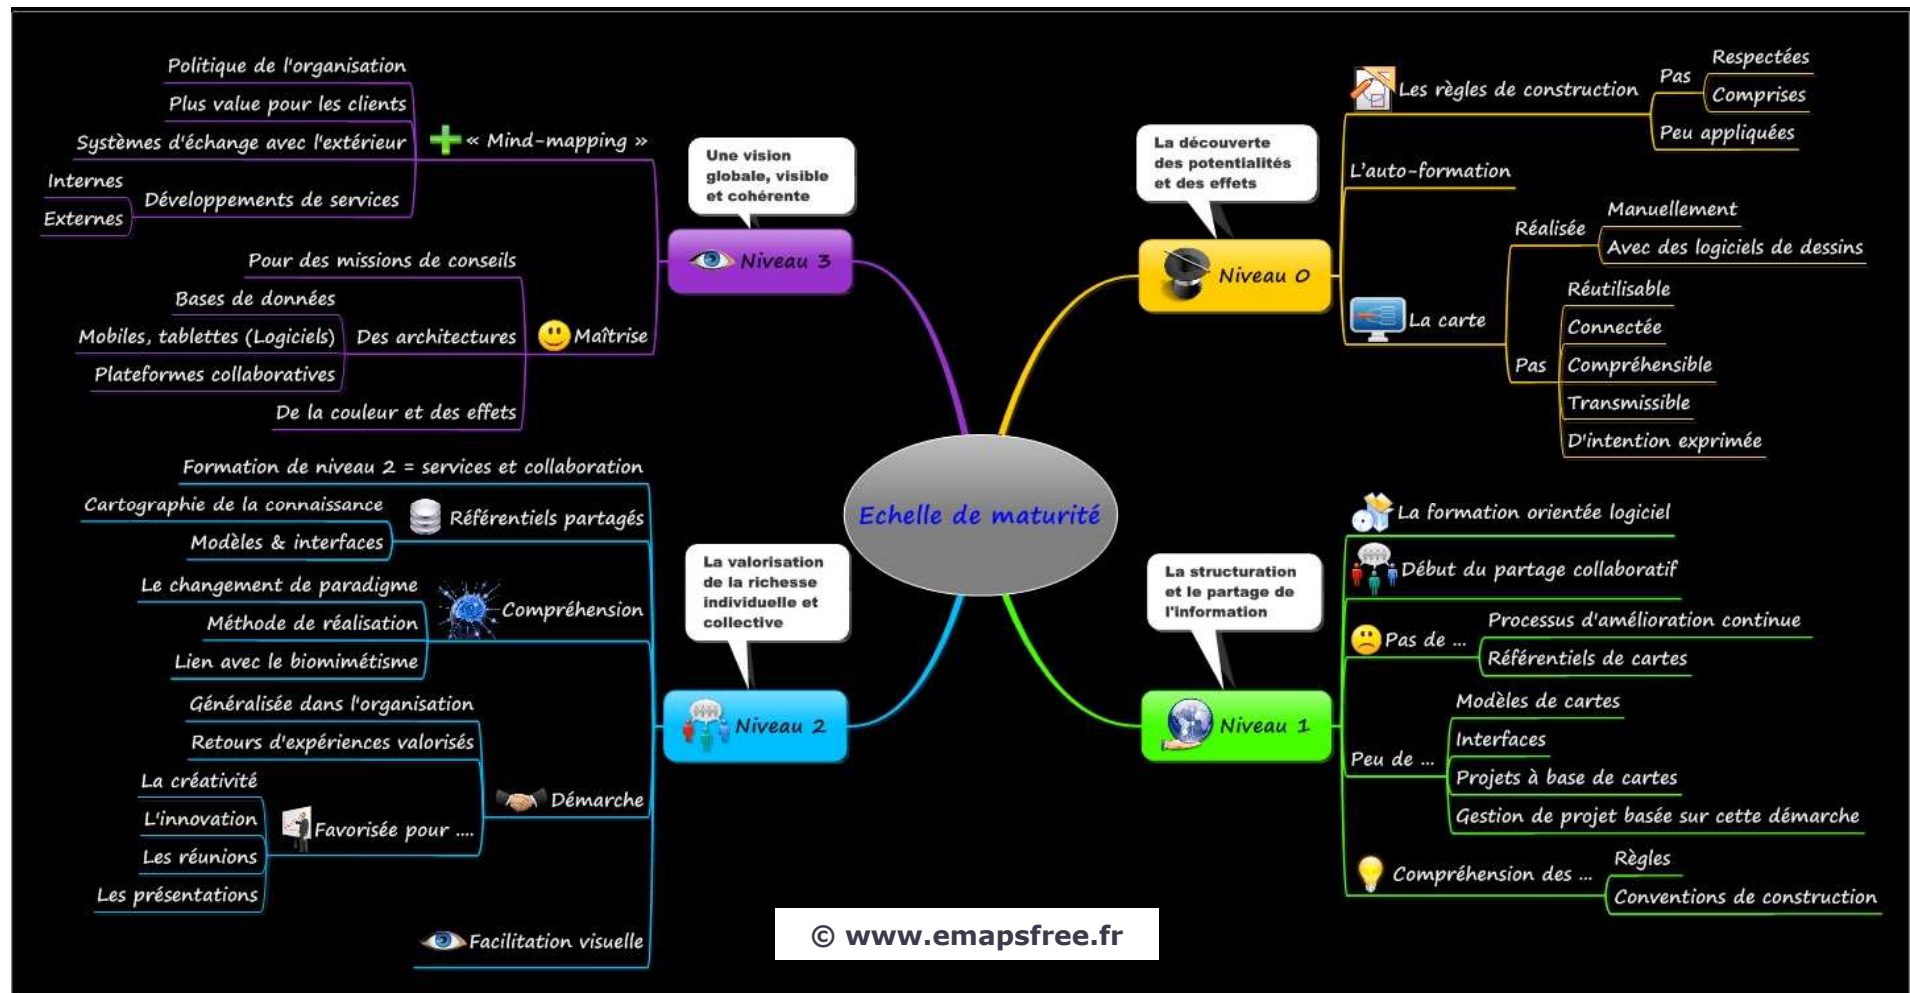 Echelle de maturité
La découverte
des potentialités
et des effets
Niveau 0
Les règles de construction
Pas
Respectées
Comprises
Peu appliquées
L'auto-formation
La carte
Réalisée
Manuellement
Avec des logiciels de dessins
Pas
Réutilisable
Connectée
Compréhensible
Transmissible
D'intention exprimée
La structuration
et le partage de
l'information
Niveau 1
La formation orientée logiciel
Début du partage collaboratif
Pas de ...
Processus d'amélioration continue
Référentiels de cartes
Peu de ...
Modèles de cartes
Interfaces
Projets à base de cartes
Gestion de projet basée sur cette démarche
Compréhension des ...
Règles
Conventions de construction
La valorisation
de la richesse
individuelle et
collective
Niveau 2
Formation de niveau 2 = services et collaboration
Référentiels partagés
Cartographie de la connaissance
Modèles & interfaces
Compréhension
Le changement de paradigme
Méthode de réalisation
Lien avec le biomimétisme
Démarche
Généralisée dans l'organisation
Retours d'expériences valorisés
Favorisée pour ....
La créativité
L'innovation
Les réunions
Les présentations
Facilitation visuelle
Une vision
globale, visible
et cohérente
Niveau 3
« Mind-mapping »
Politique de l'organisation
Plus value pour les clients
Systèmes d'échange avec l'extérieur
Développements de services
Internes
Externes
Maîtrise
Pour des missions de conseils
Des architectures
Bases de données
Mobiles, tablettes (Logiciels)
Plateformes collaboratives
De la couleur et des effets
© www.emapsfree.fr